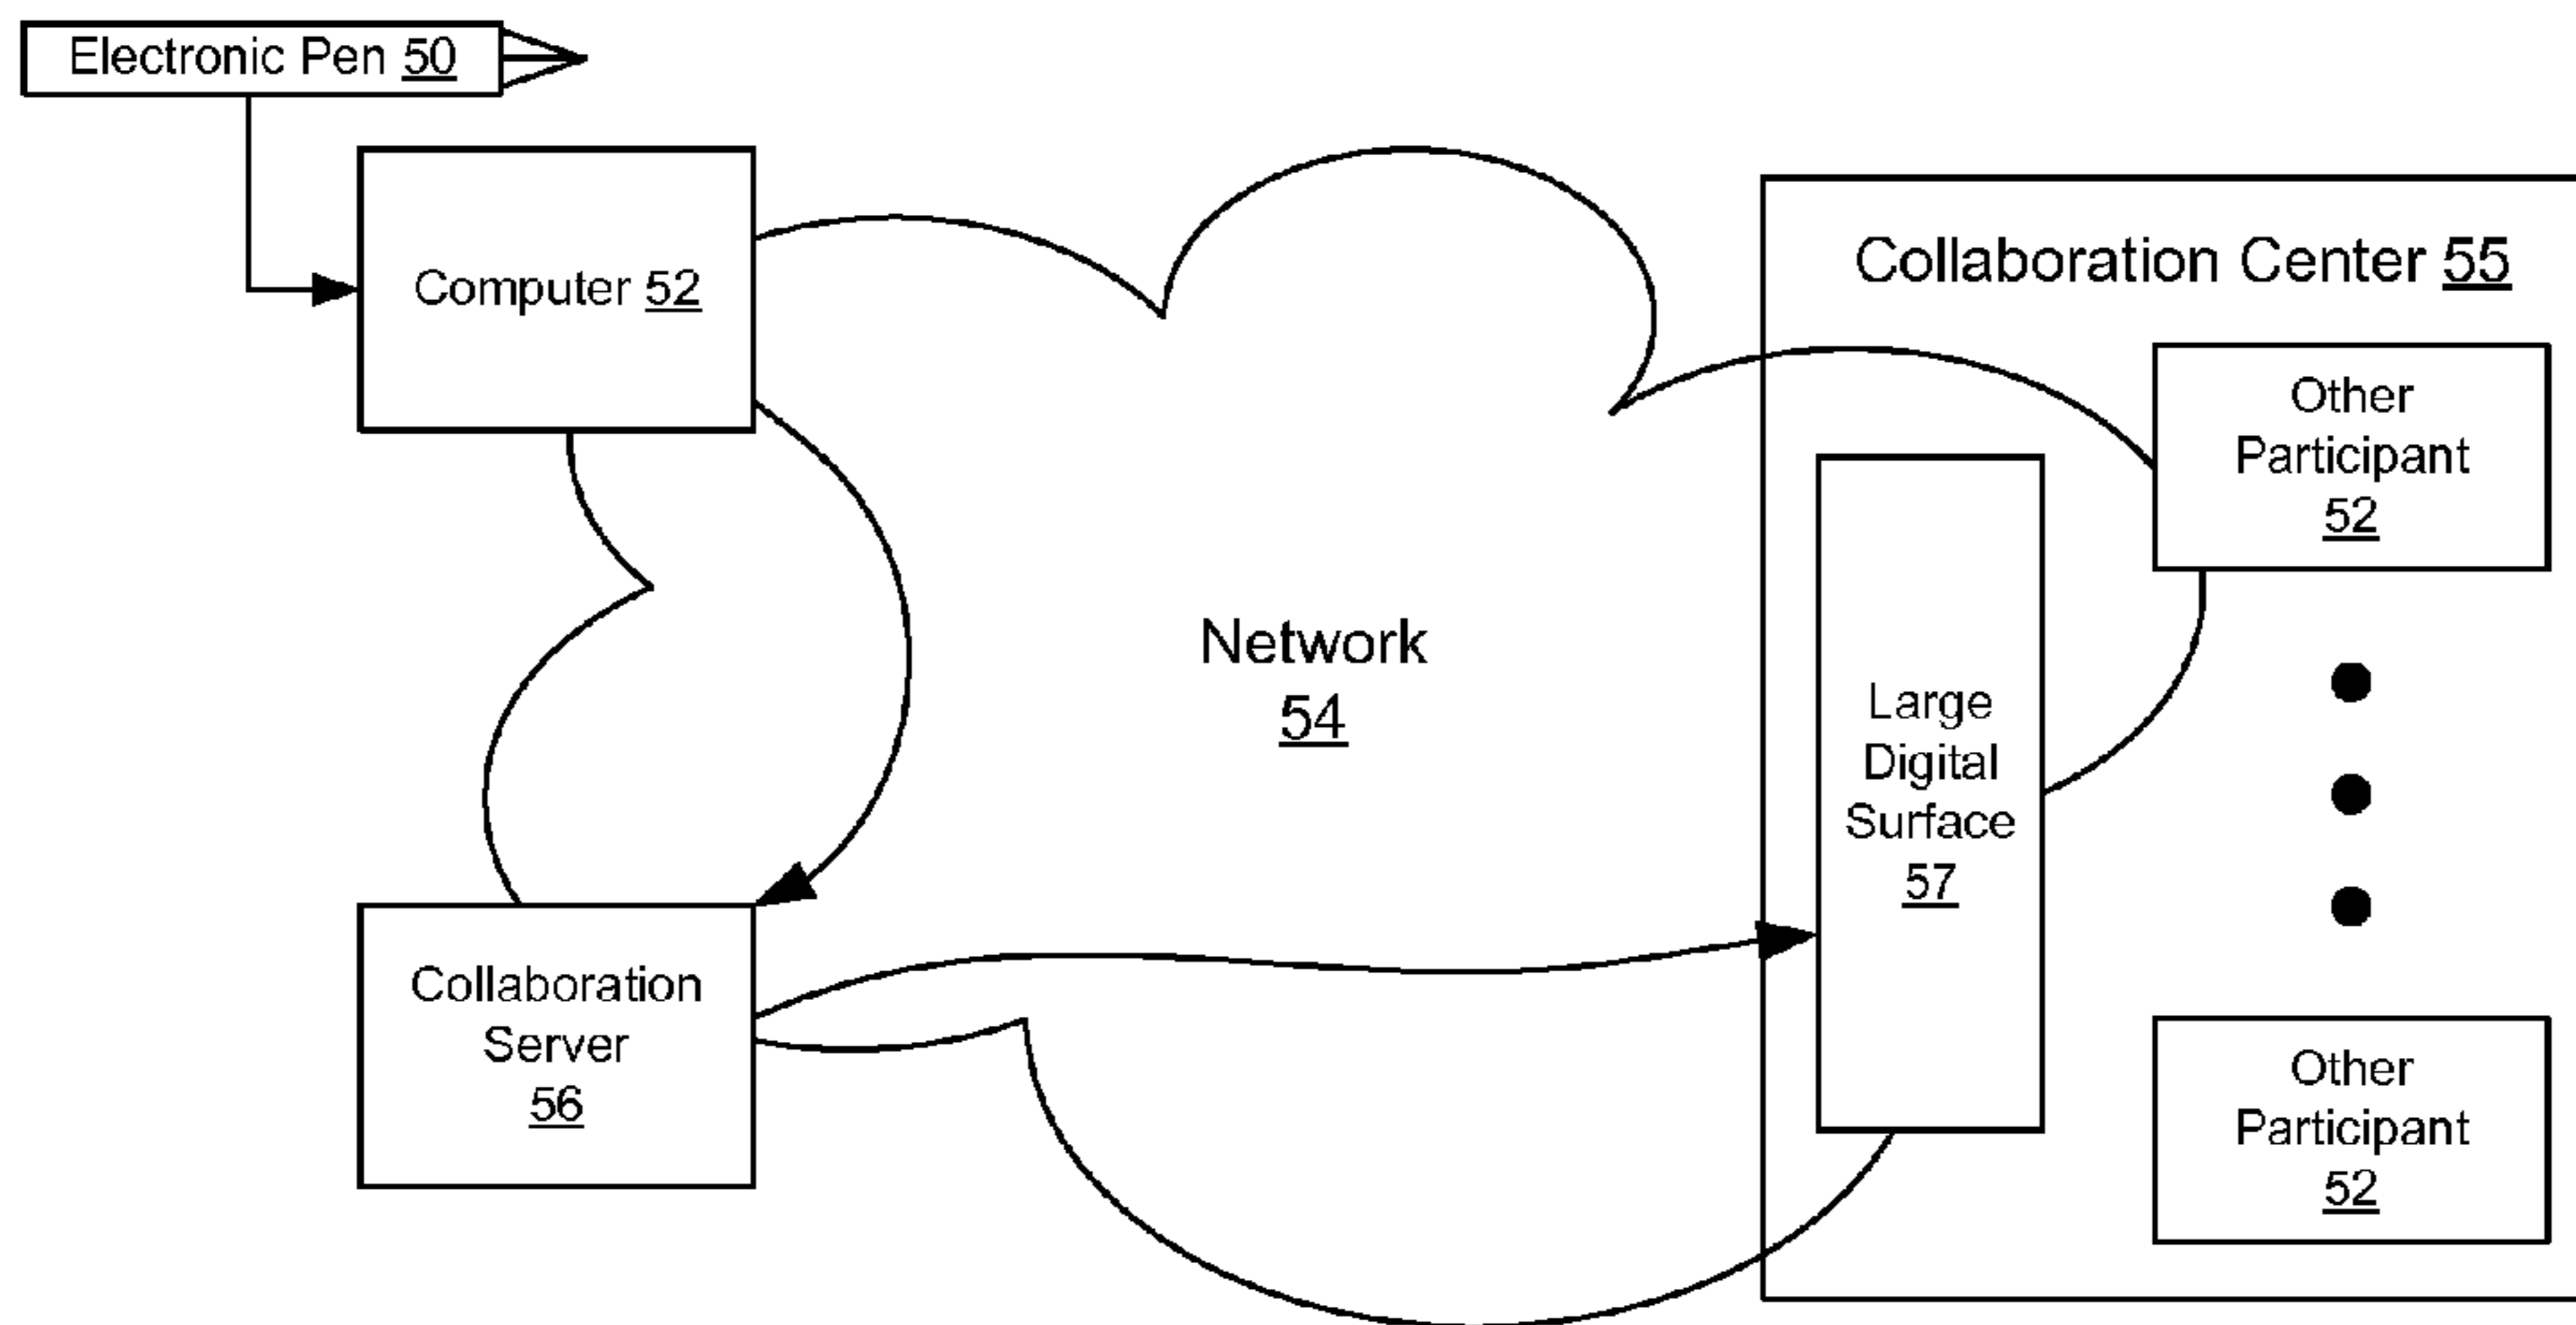 Electronic Pen 50
Computer 52
Collaboration Center 55
Other
Participant
52
Network
54
Large
Digital
Surface
57
Collaboration
Server
56
Other
Participant
52